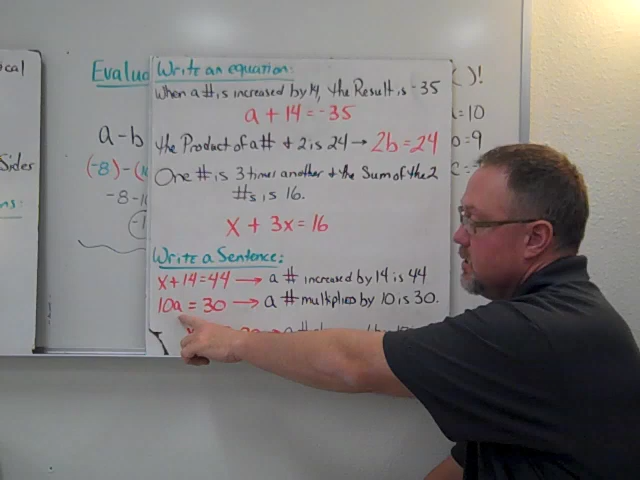 ical
Sides
ns:
Evalua
a-b
(-8)-(
-8-1
Write an equation:
When a # is increased by 14, the Result is -35
a + 14 = -35
the Product of a # & 2 is 24 → 2b = 24
One # is 3 times another & the Sum of the 2
#s is 16.
x + 3x = 16
Write a Sentence:
x + 14 = 44 → a # increased by 14 is 44
10a = 30 → a # multiplied by 10 is 30.
( )!
=10
=9